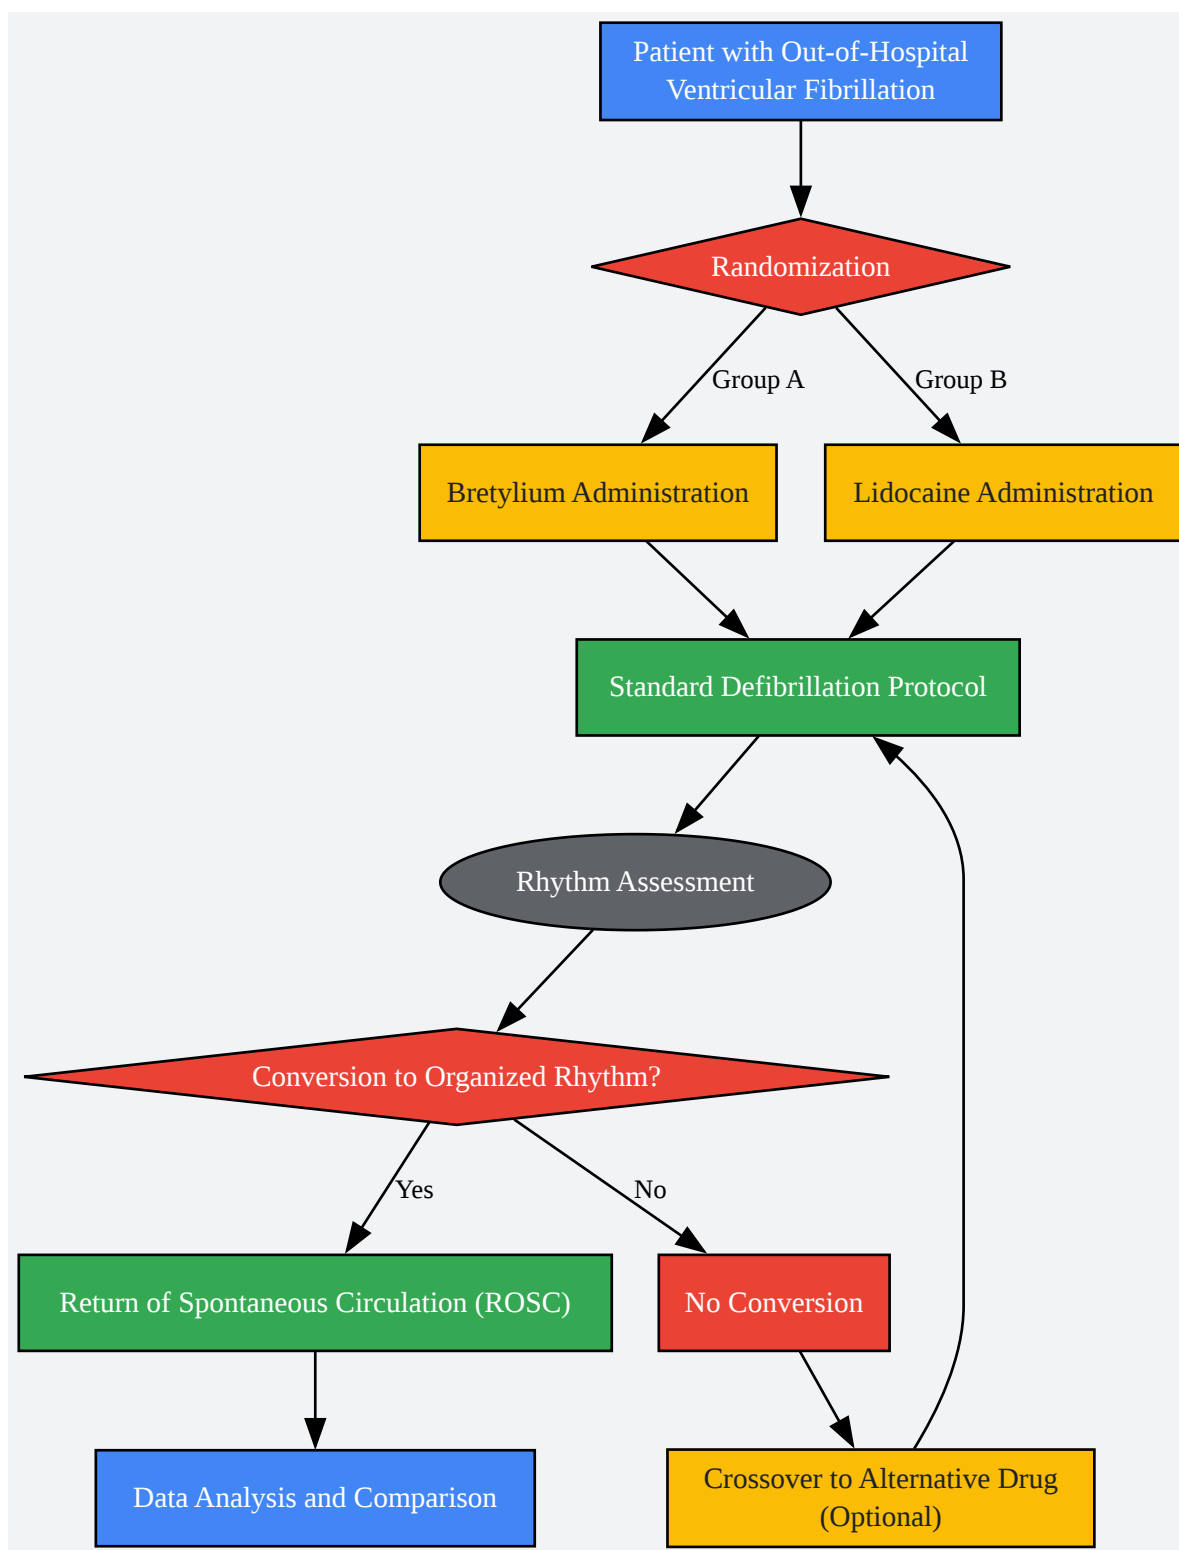 Patient with Out-of-Hospital
Ventricular Fibrillation
Randomization
Group A
Group B
Bretylium Administration
Lidocaine Administration
Standard Defibrillation Protocol
Rhythm Assessment
Conversion to Organized Rhythm?
Yes
No
Return of Spontaneous Circulation (ROSC)
No Conversion
Data Analysis and Comparison
Crossover to Alternative Drug
(Optional)